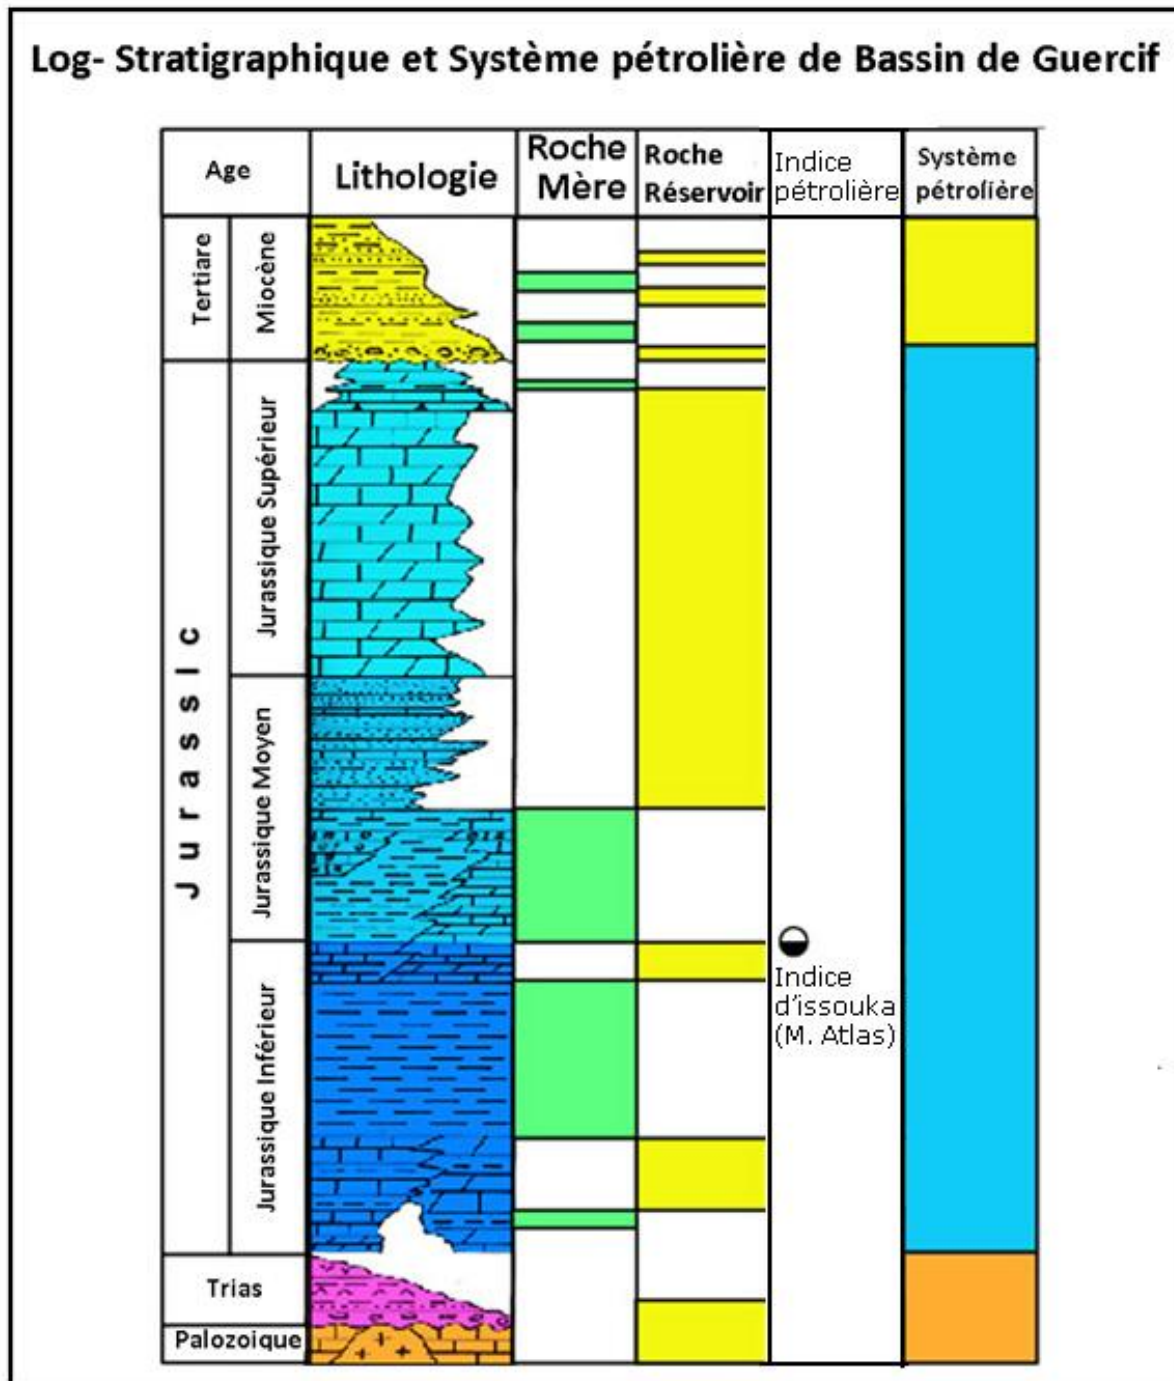 Log- Stratigraphique et Système pétrolière de Bassin de Guercif
Age
Lithologie
Roche
Mère
Roche
Réservoir
Indice
pétrolière
Système
pétrolière
Tertiare
Miocène
Jurassic
Jurassique Supérieur
Jurassique Moyen
Jurassique Inférieur
Indice
d'issouka
(M. Atlas)
Trias
Palozoique